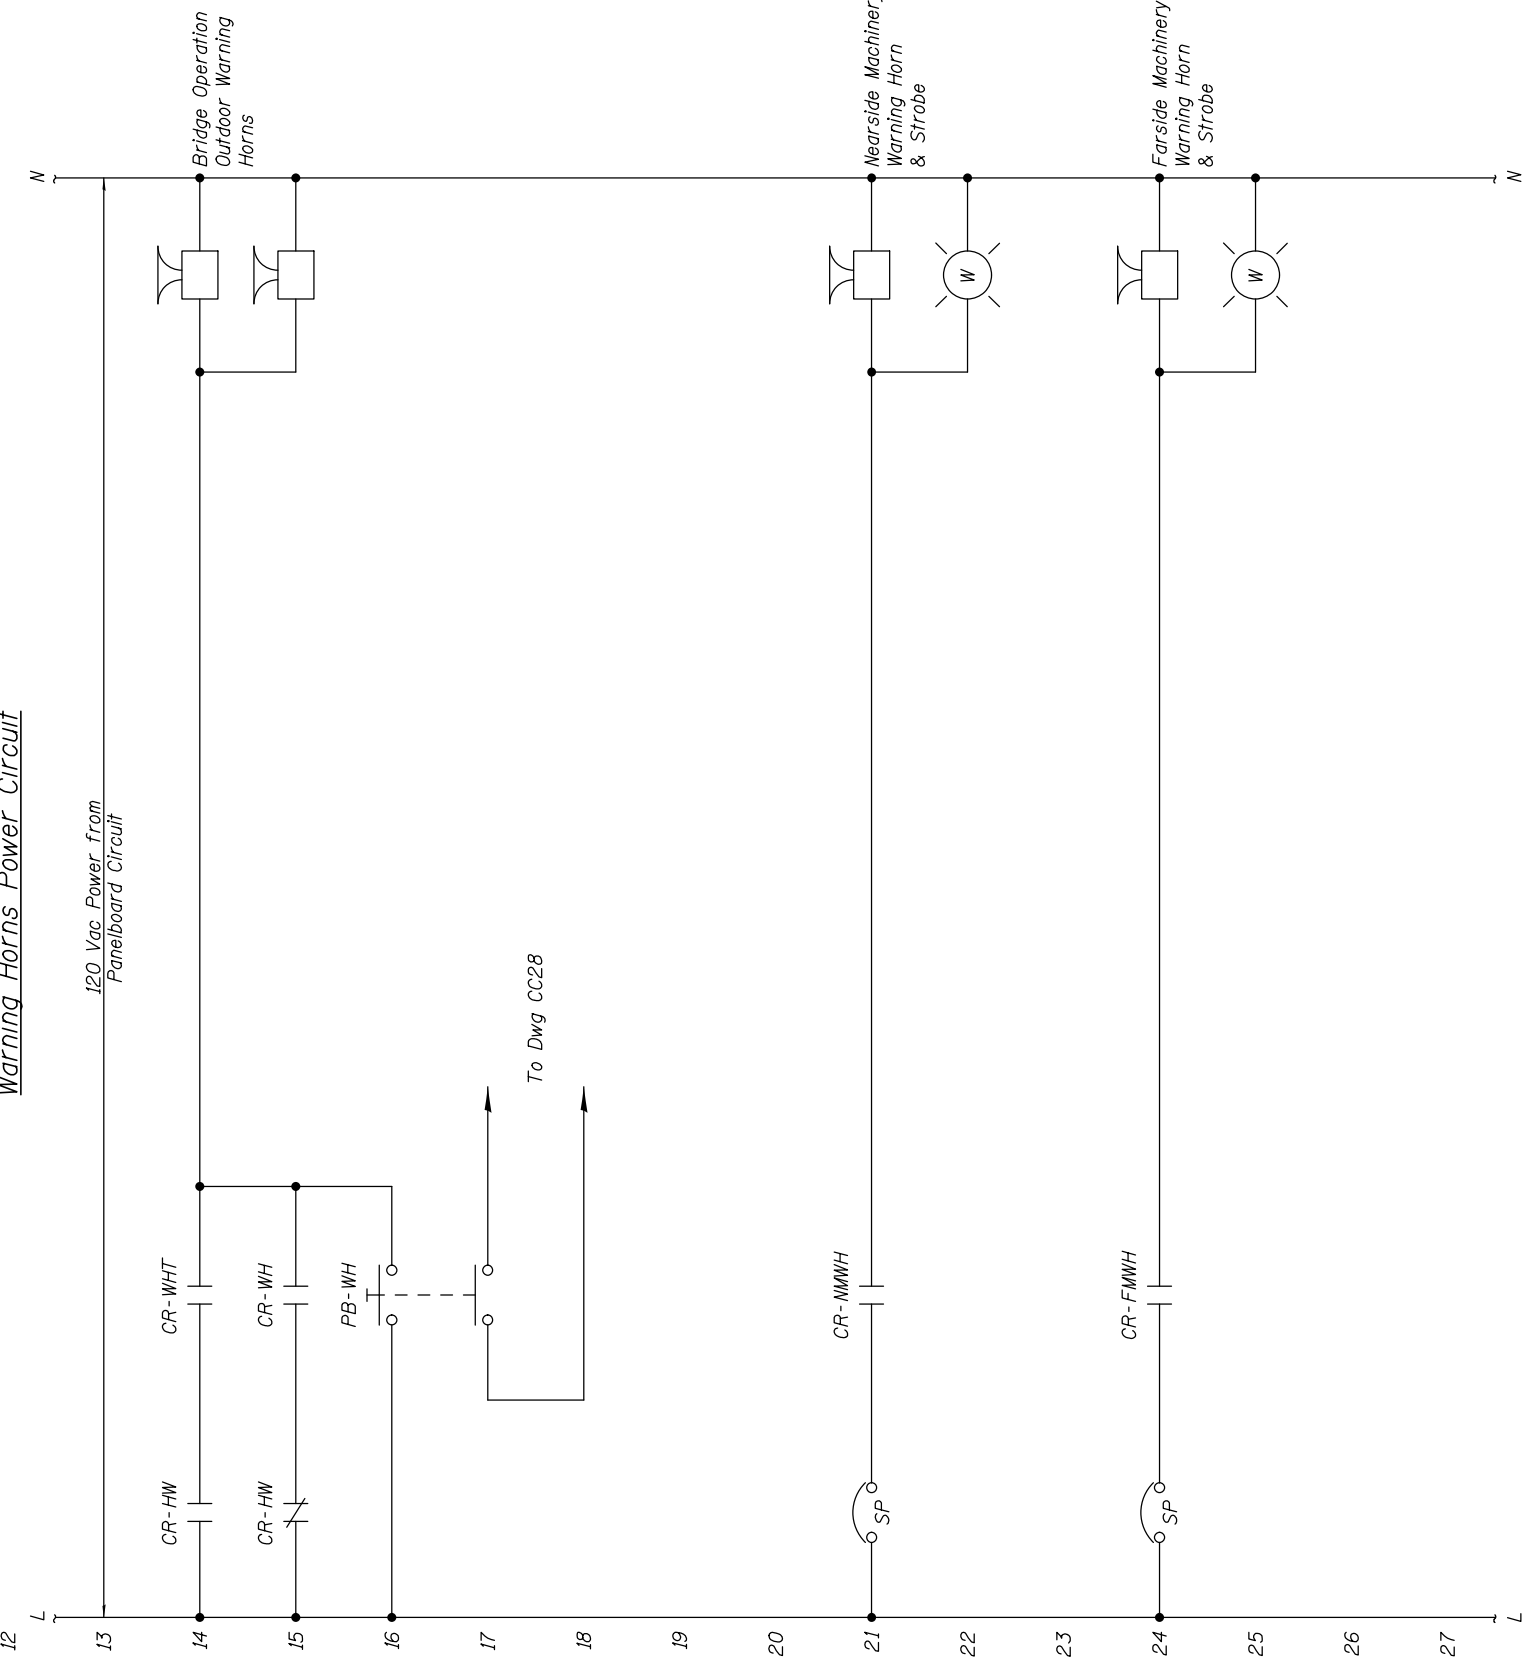 Warning Horns Power Circuit
12
L
N
13
120 Vac Power from
Panelboard Circuit
14
CR-HW
CR-WHT
Bridge Operation
Outdoor Warning
Horns
15
CR-HW
CR-WH
16
PB-WH
17
To Dwg CC28
18
19
20
21
SP
CR-NMWH
Nearside Machinery
Warning Horn
& Strobe
22
W
23
24
SP
CR-FMWH
Farside Machinery
Warning Horn
& Strobe
25
W
26
27
L
N